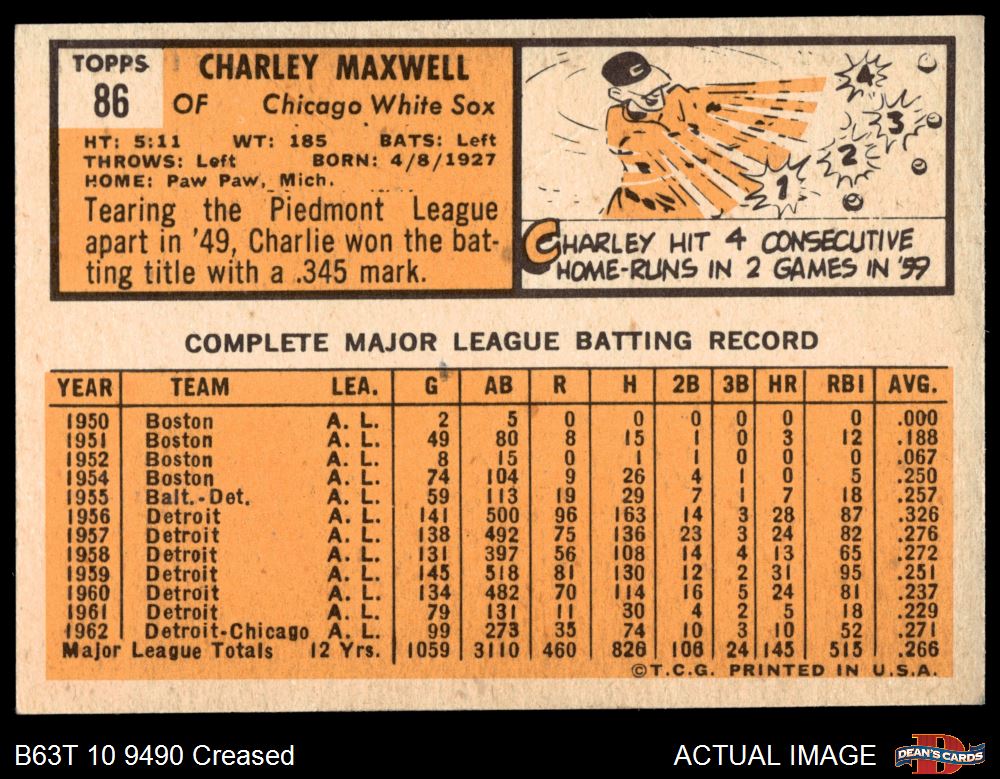 TOPPS
86
CHARLEY MAXWELL
OF Chicago White Sox
HT: 5:11 WT: 185 BATS: Left
THROWS: Left BORN: 4/8/1927
HOME: Paw Paw, Mich.
Tearing the Piedmont League
apart in '49, Charlie won the bat-
ting title with a .345 mark.
C
1
2
3
4
CHARLEY HIT 4 CONSECUTIVE
HOME-RUNS IN 2 GAMES IN '59
COMPLETE MAJOR LEAGUE BATTING RECORD
YEAR TEAM LEA. G AB R H 2B 3B HR RBI AVG.
1950 Boston A. L. 2 5 0 0 0 0 0 0 .000
1951 Boston A. L. 49 80 8 15 1 0 3 12 .188
1952 Boston A. L. 8 15 0 1 1 0 0 0 .067
1954 Boston A. L. 74 104 9 26 4 1 0 5 .250
1955 Balt.-Det. A. L. 59 113 19 29 7 1 7 18 .257
1956 Detroit A. L. 141 500 96 163 14 3 28 87 .326
1957 Detroit A. L. 138 492 75 136 23 3 24 82 .276
1958 Detroit A. L. 131 397 56 108 14 4 13 65 .272
1959 Detroit A. L. 145 518 81 130 12 2 31 95 .251
1960 Detroit A. L. 134 482 70 114 16 5 24 81 .237
1961 Detroit A. L. 79 131 11 30 4 2 5 18 .229
1962 Detroit-Chicago A. L. 99 273 35 74 10 3 10 52 .271
Major League Totals 12 Yrs. 1059 3110 460 826 106 24 145 515 .266
©T.C.G. PRINTED IN U.S.A.
B63T 10 9490 Creased
ACTUAL IMAGE
DEAN'S CARDS